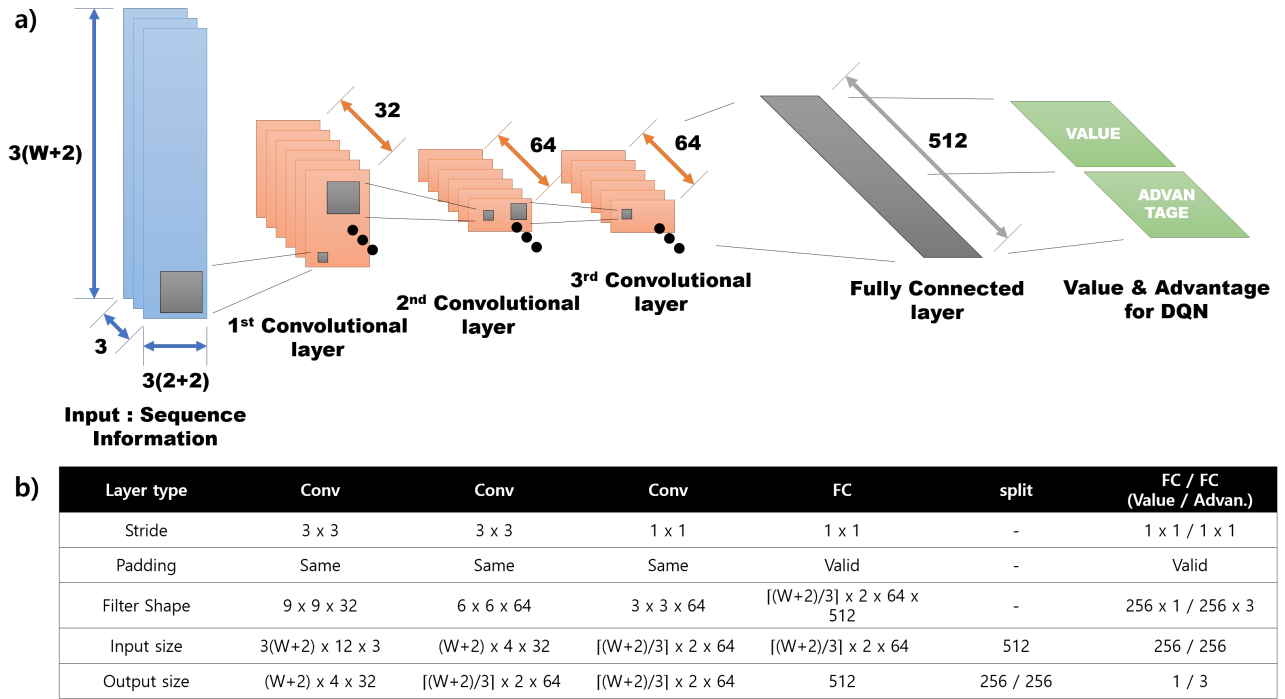 a)
3(W+2)
3
3(2+2)
Input : Sequence
Information
32
1st Convolutional
layer
64
2nd Convolutional
layer
64
3rd Convolutional
layer
512
Fully Connected
layer
VALUE
ADVAN
TAGE
Value & Advantage
for DQN
b)
Layer type Conv Conv Conv FC split FC / FC
(Value / Advan.)
Stride 3 x 3 3 x 3 1 x 1 1 x 1 - 1 x 1 / 1 x 1
Padding Same Same Same Valid - Valid
Filter Shape 9 x 9 x 32 6 x 6 x 64 3 x 3 x 64 ⌈(W+2)/3⌉ x 2 x 64 x
512 - 256 x 1 / 256 x 3
Input size 3(W+2) x 12 x 3 (W+2) x 4 x 32 ⌈(W+2)/3⌉ x 2 x 64 ⌈(W+2)/3⌉ x 2 x 64 512 256 / 256
Output size (W+2) x 4 x 32 ⌈(W+2)/3⌉ x 2 x 64 ⌈(W+2)/3⌉ x 2 x 64 512 256 / 256 1 / 3